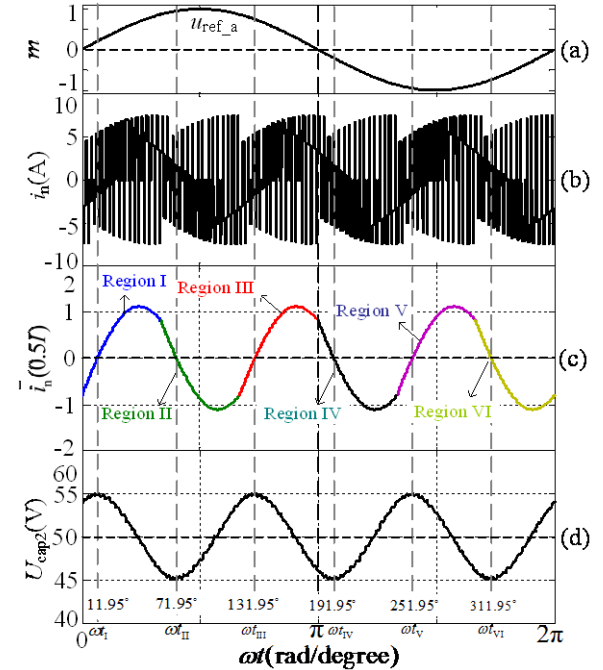 1
0
-1
m
u_ref_a
(a)
10
5
0
-5
-10
i_n(A)
(b)
2
1
0
-1
-2
i̅_n(0.5I)
Region I
Region III
Region V
Region II
Region IV
Region VI
(c)
60
55
50
45
40
U_cap2(V)
(d)
11.95° 71.95° 131.95° 191.95° 251.95° 311.95°
0 ωt_I ωt_II ωt_III π ωt_IV ωt_V ωt_VI 2π
ωt(rad/degree)